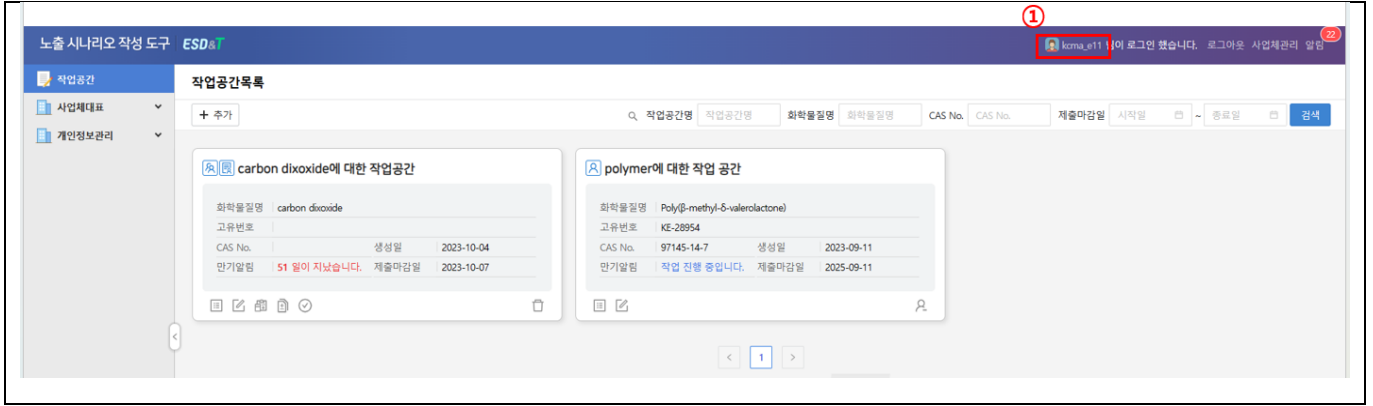 ①
노출 시나리오 작성 도구 ESD&T
kcma_e11 님이 로그인 했습니다. 로그아웃 사업체관리 알림 22
작업공간
사업체대표
개인정보관리
작업공간목록
+ 추가
작업공간명 작업공간명 화학물질명 화학물질명 CAS No. CAS No. 제출마감일 시작일 ~ 종료일 검색
carbon dixoxide에 대한 작업공간
화학물질명 carbon dixoxide
고유번호
CAS No. 생성일 2023-10-04
만기알림 51 일이 지났습니다. 제출마감일 2023-10-07
polymer에 대한 작업 공간
화학물질명 Poly(β-methyl-δ-valerolactone)
고유번호 KE-28954
CAS No. 97145-14-7 생성일 2023-09-11
만기알림 작업 진행 중입니다. 제출마감일 2025-09-11
< 1 >